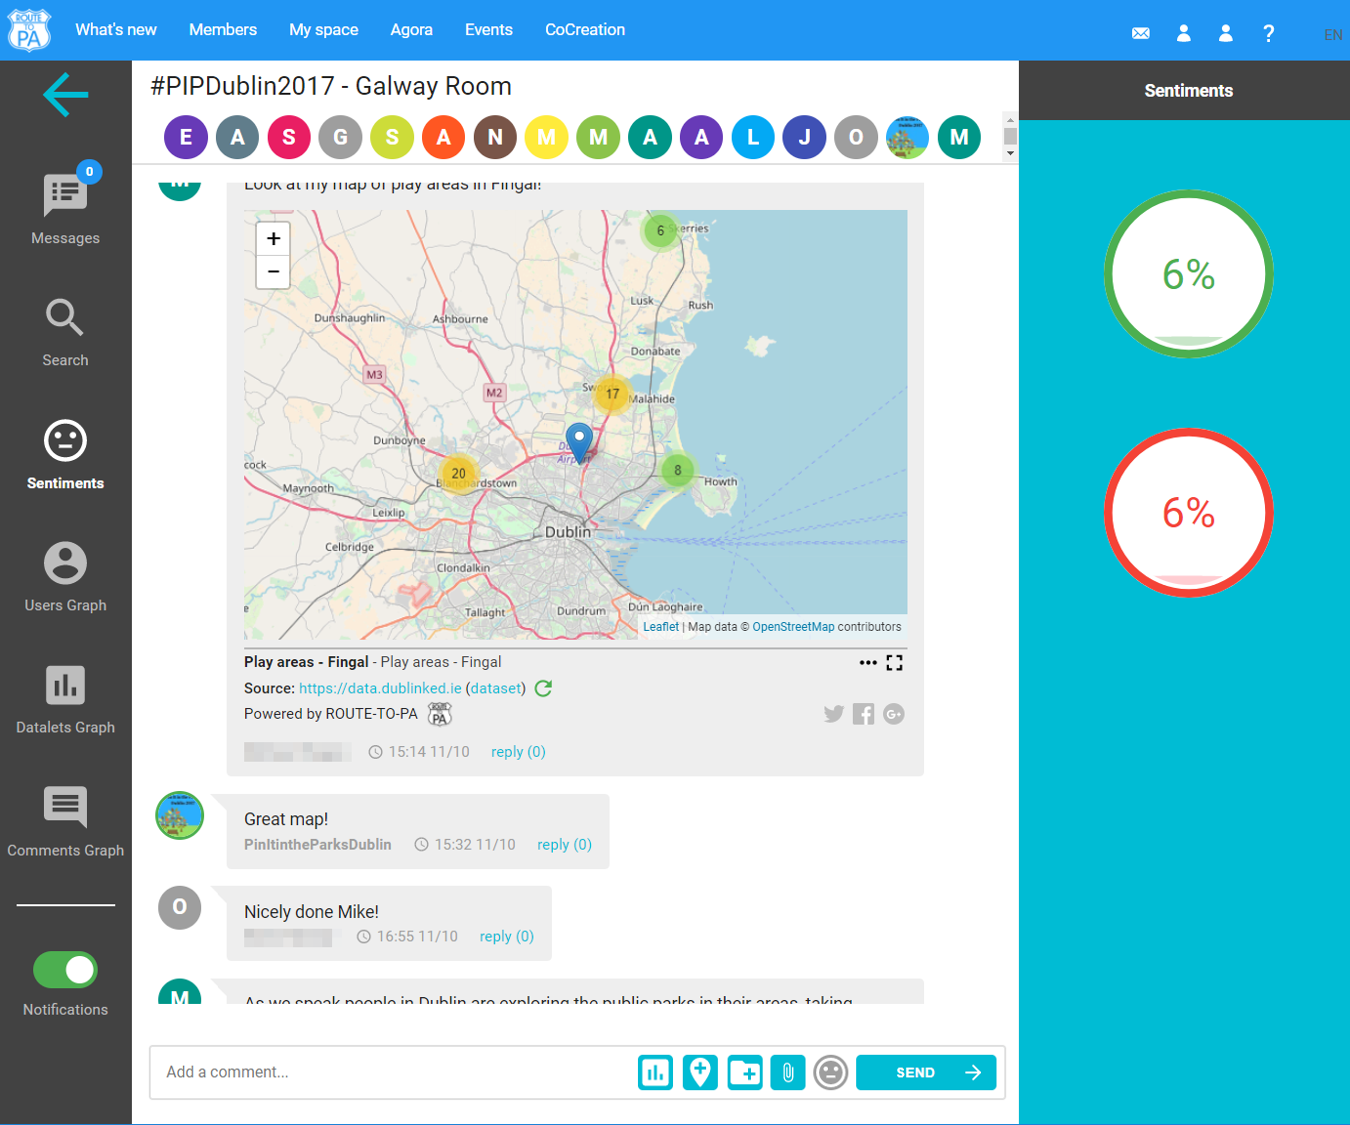 ROUTE TO PA
What's new Members My space Agora Events CoCreation
EN
#PIPDublin2017 - Galway Room
Sentiments
E A S G S A N M M A A L J O M
0
Messages
Search
Sentiments
Users Graph
Datalets Graph
Comments Graph
Notifications
M
Look at my map of play areas in Fingal!
+
−
6
Skerries
Lusk
Rush
Dunshaughlin
Ashbourne
Donabate
M3
M2
17
Malahide
Dunboyne
20
Blanchardstown
8
Howth
Maynooth
Leixlip
Dublin
Celbridge
Clondalkin
Tallaght
Dundrum
Dún Laoghaire
Leaflet | Map data © OpenStreetMap contributors
Play areas - Fingal - Play areas - Fingal
Source: https://data.dublinked.ie (dataset)
Powered by ROUTE-TO-PA
PA
15:14 11/10 reply (0)
Great map!
PinItintheParksDublin 15:32 11/10 reply (0)
O
Nicely done Mike!
16:55 11/10 reply (0)
M
As we speak people in Dublin are exploring the public parks in their areas, taking
Add a comment...
SEND
6%
6%